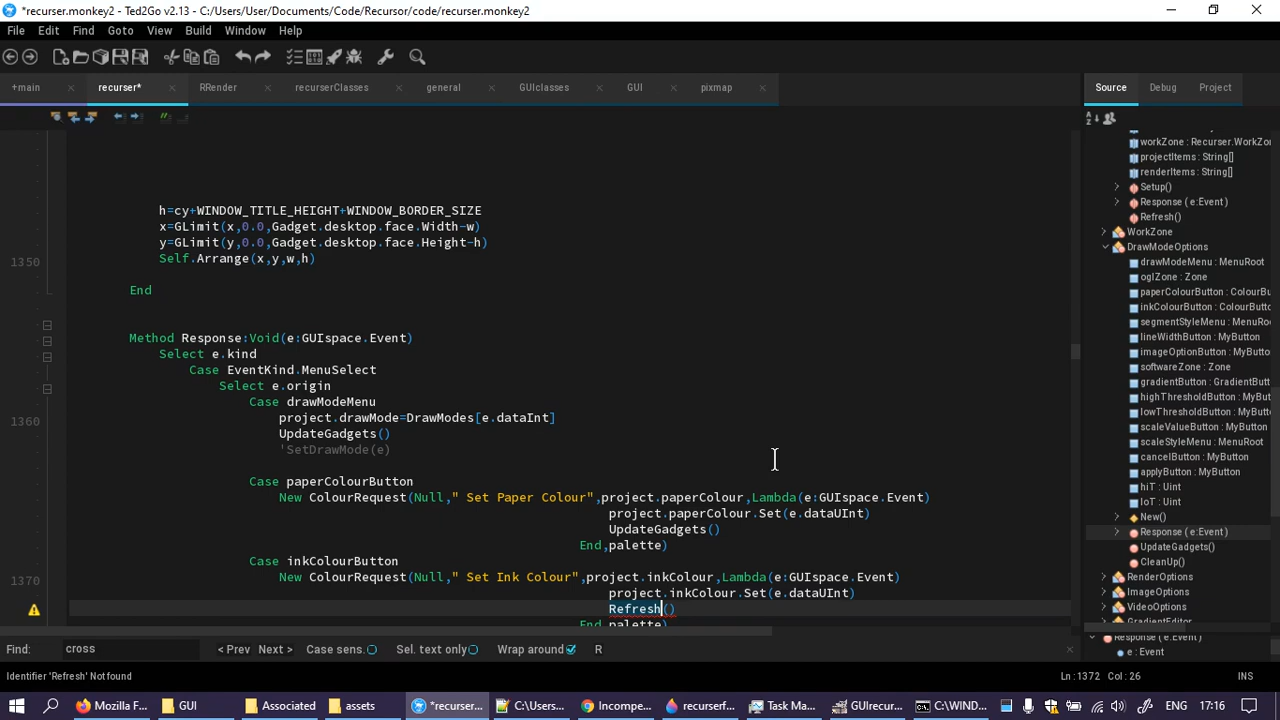 *recurser.monkey2 - Ted2Go v2.13 - C:/Users/User/Documents/Code/Recursor/code/recurser.monkey2
File Edit Find Goto View Build Window Help
+main recurser* RRender recurserClasses general GUIclasses GUI pixmap
Source Debug Project
h=cy+WINDOW_TITLE_HEIGHT+WINDOW_BORDER_SIZE
x=GLimit(x,0.0,Gadget.desktop.face.Width-w)
y=GLimit(y,0.0,Gadget.desktop.face.Height-h)
1350 Self.Arrange(x,y,w,h)
End
Method Response:Void(e:GUIspace.Event)
Select e.kind
Case EventKind.MenuSelect
Select e.origin
Case drawModeMenu
1360 project.drawMode=DrawModes[e.dataInt]
UpdateGadgets()
'SetDrawMode(e)
Case paperColourButton
New ColourRequest(Null," Set Paper Colour",project.paperColour,Lambda(e:GUIspace.Event)
project.paperColour.Set(e.dataUInt)
UpdateGadgets()
End,palette)
Case inkColourButton
1370 New ColourRequest(Null," Set Ink Colour",project.inkColour,Lambda(e:GUIspace.Event)
project.inkColour.Set(e.dataUInt)
Refresh()
End,palette)
workZone : Recurser.WorkZon
projectItems : String[]
renderItems : String[]
Setup()
Response ( e:Event )
Refresh()
WorkZone
DrawModeOptions
drawModeMenu : MenuRoot
oglZone : Zone
paperColourButton : ColourBu
inkColourButton : ColourButto
segmentStyleMenu : MenuRoo
lineWidthButton : MyButton
imageOptionButton : MyButto
softwareZone : Zone
gradientButton : GradientButt
highThresholdButton : MyBut
lowThresholdButton : MyButt
scaleValueButton : MyButton
scaleStyleMenu : MenuRoot
cancelButton : MyButton
applyButton : MyButton
hiT : Uint
loT : Uint
New()
Response ( e:Event )
UpdateGadgets()
CleanUp()
RenderOptions
ImageOptions
VideoOptions
GradientEditor
Response ( e:Event )
e : Event
Find: cross < Prev Next > Case sens. Sel. text only Wrap around R
Identifier 'Refresh' Not found Ln:1372 Col:26 INS
Mozilla F... GUI Associated assets *recurser... C:\Users... Incompe... recurserf... Task Ma... GUIrecur... C:\WIND... ENG 17:16